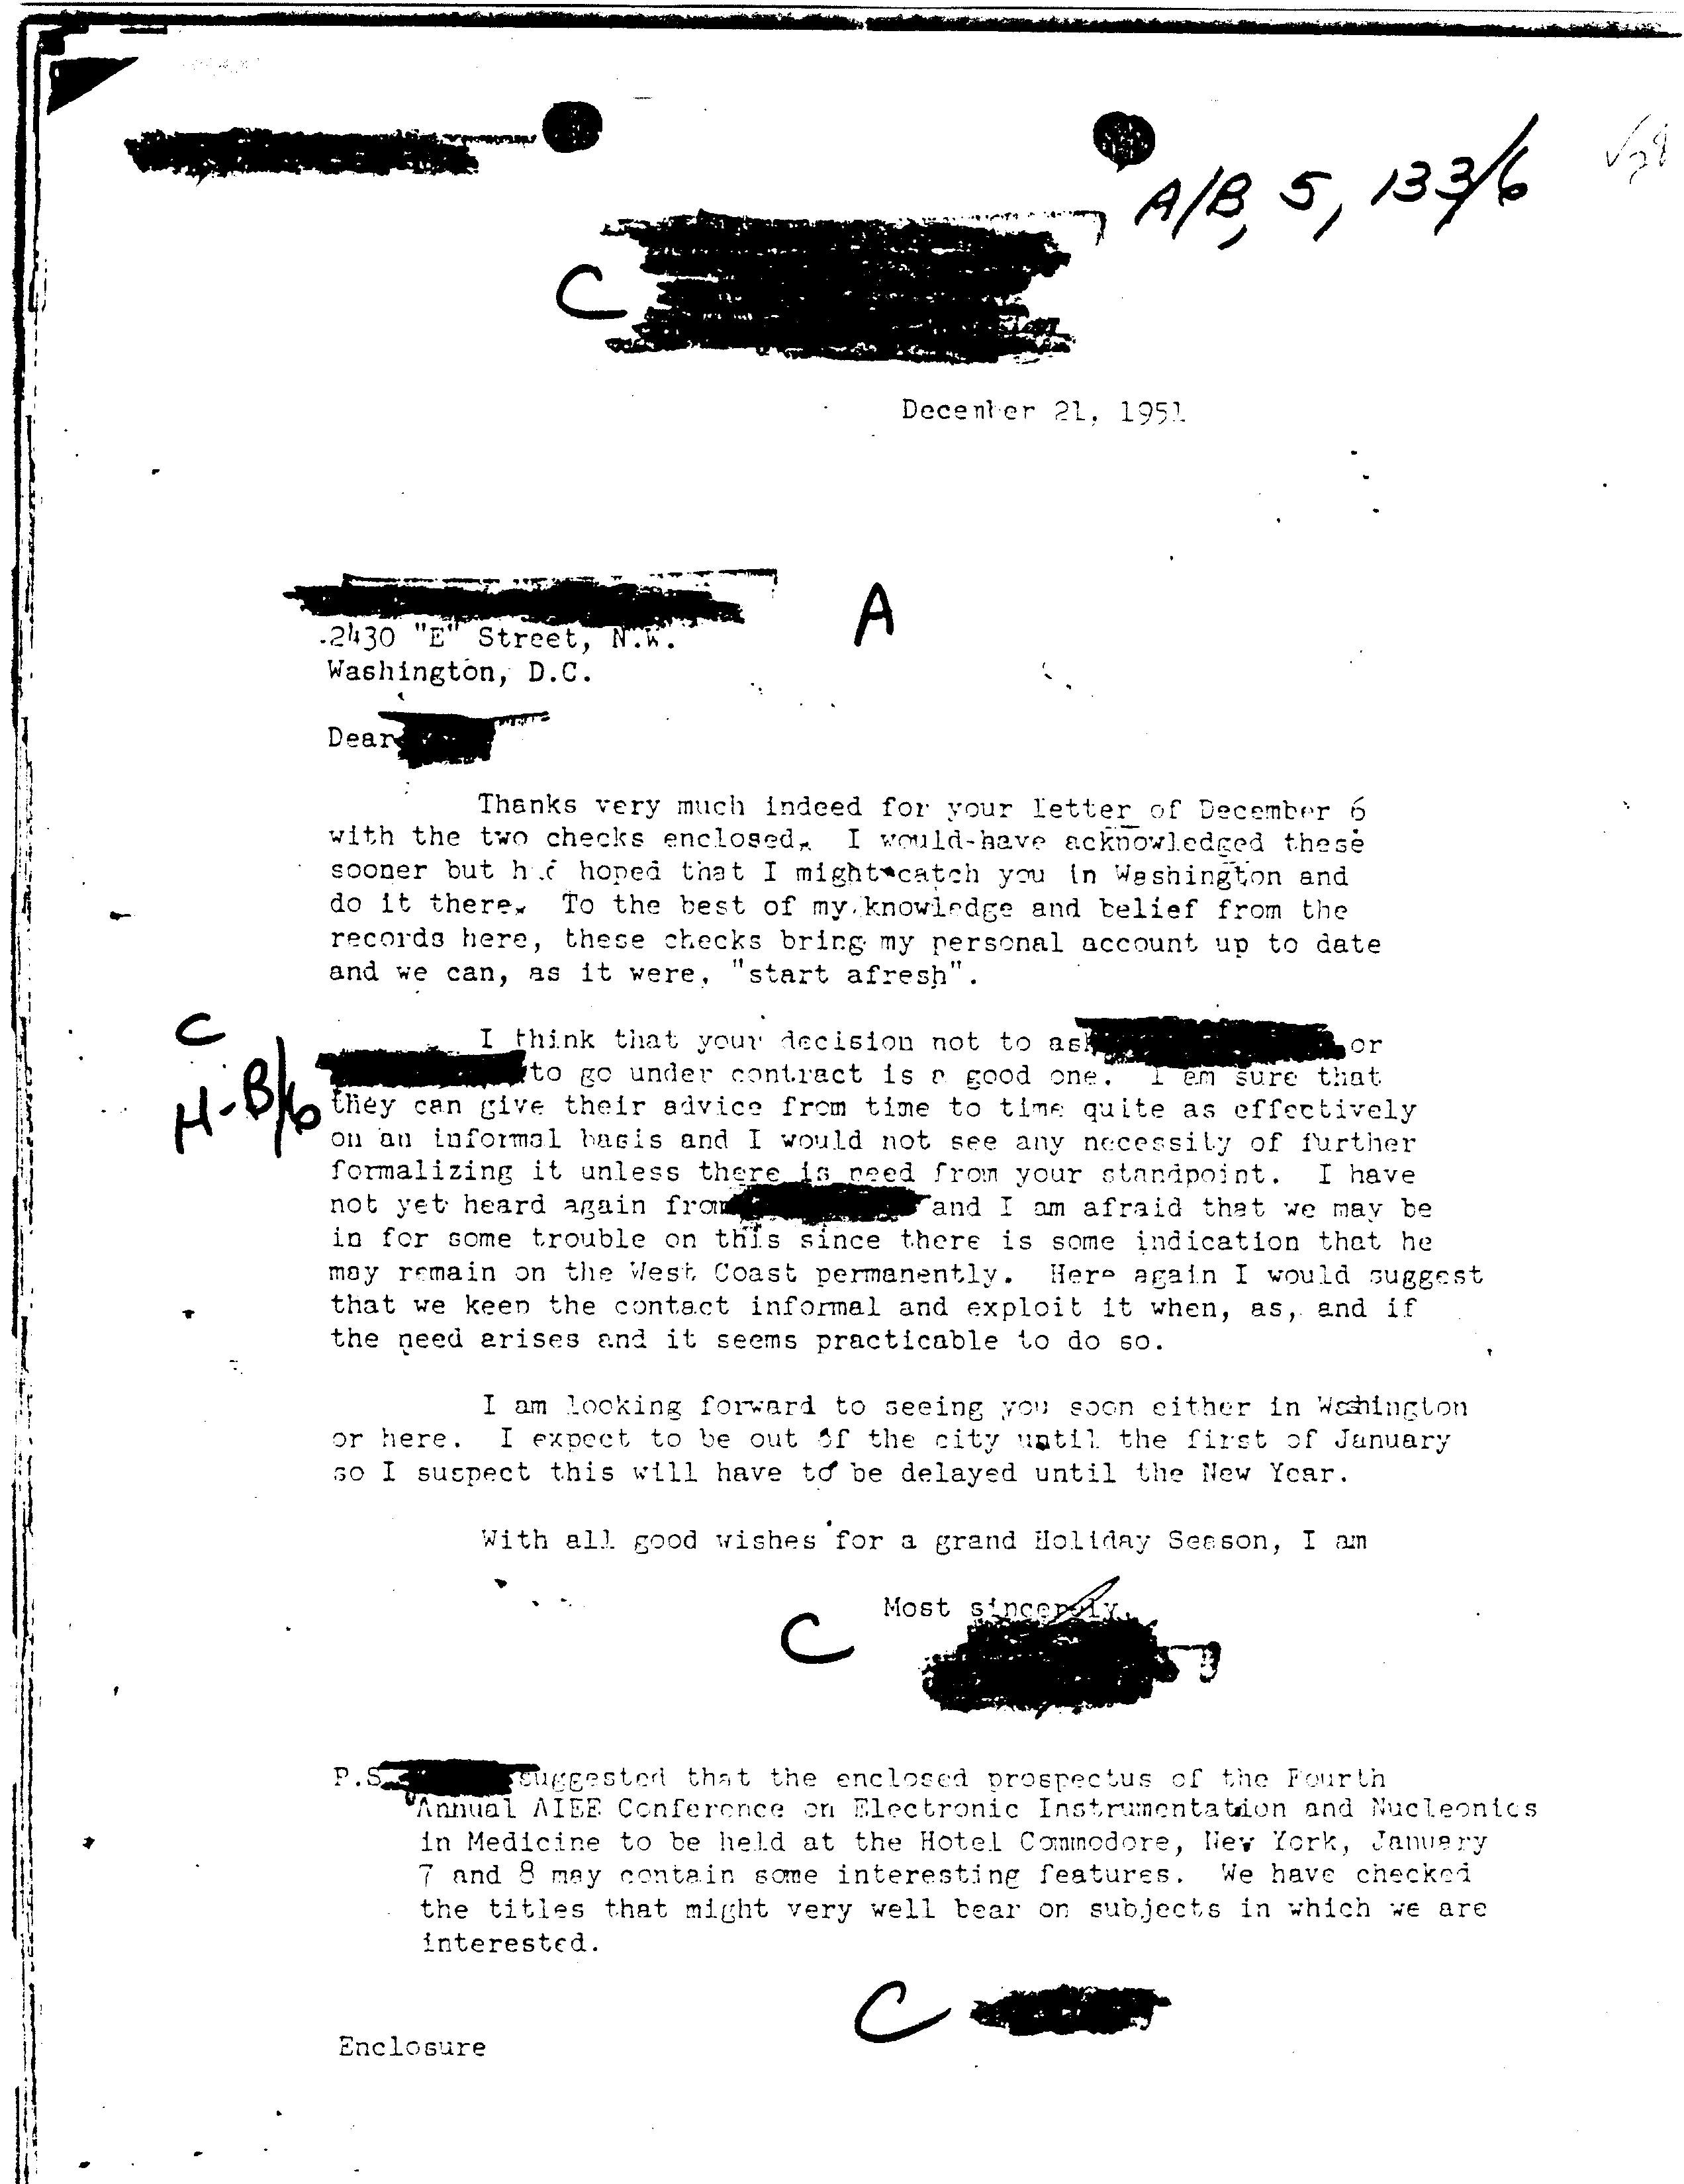 A/B, 5, 133/6
C
December 21, 1951
A
2430 "E" Street, N.W.
Washington, D.C.
Dear
Thanks very much indeed for your letter of December 6
with the two checks enclosed. I would have acknowledged these
sooner but had hoped that I might catch you in Washington and
do it there. To the best of my knowledge and belief from the
records here, these checks bring my personal account up to date
and we can, as it were, "start afresh".
C
I think that your decision not to ask or
H-B/6
to go under contract is a good one. I am sure that
they can give their advice from time to time quite as effectively
on an informal basis and I would not see any necessity of further
formalizing it unless there is need from your standpoint. I have
not yet heard again from and I am afraid that we may be
in for some trouble on this since there is some indication that he
may remain on the West Coast permanently. Here again I would suggest
that we keep the contact informal and exploit it when, as, and if
the need arises and it seems practicable to do so.
I am looking forward to seeing you soon either in Washington
or here. I expect to be out of the city until the first of January
so I suspect this will have to be delayed until the New Year.
With all good wishes for a grand Holiday Season, I am
Most sincerely,
C
P.S. suggested that the enclosed prospectus of the Fourth
Annual AIEE Conference on Electronic Instrumentation and Nucleonics
in Medicine to be held at the Hotel Commodore, New York, January
7 and 8 may contain some interesting features. We have checked
the titles that might very well bear on subjects in which we are
interested.
C
Enclosure